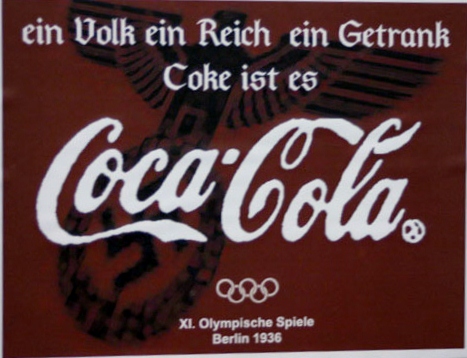 ein Volk ein Reich ein Getrank
Coke ist es
Coca-Cola
XI. Olympische Spiele
Berlin 1936